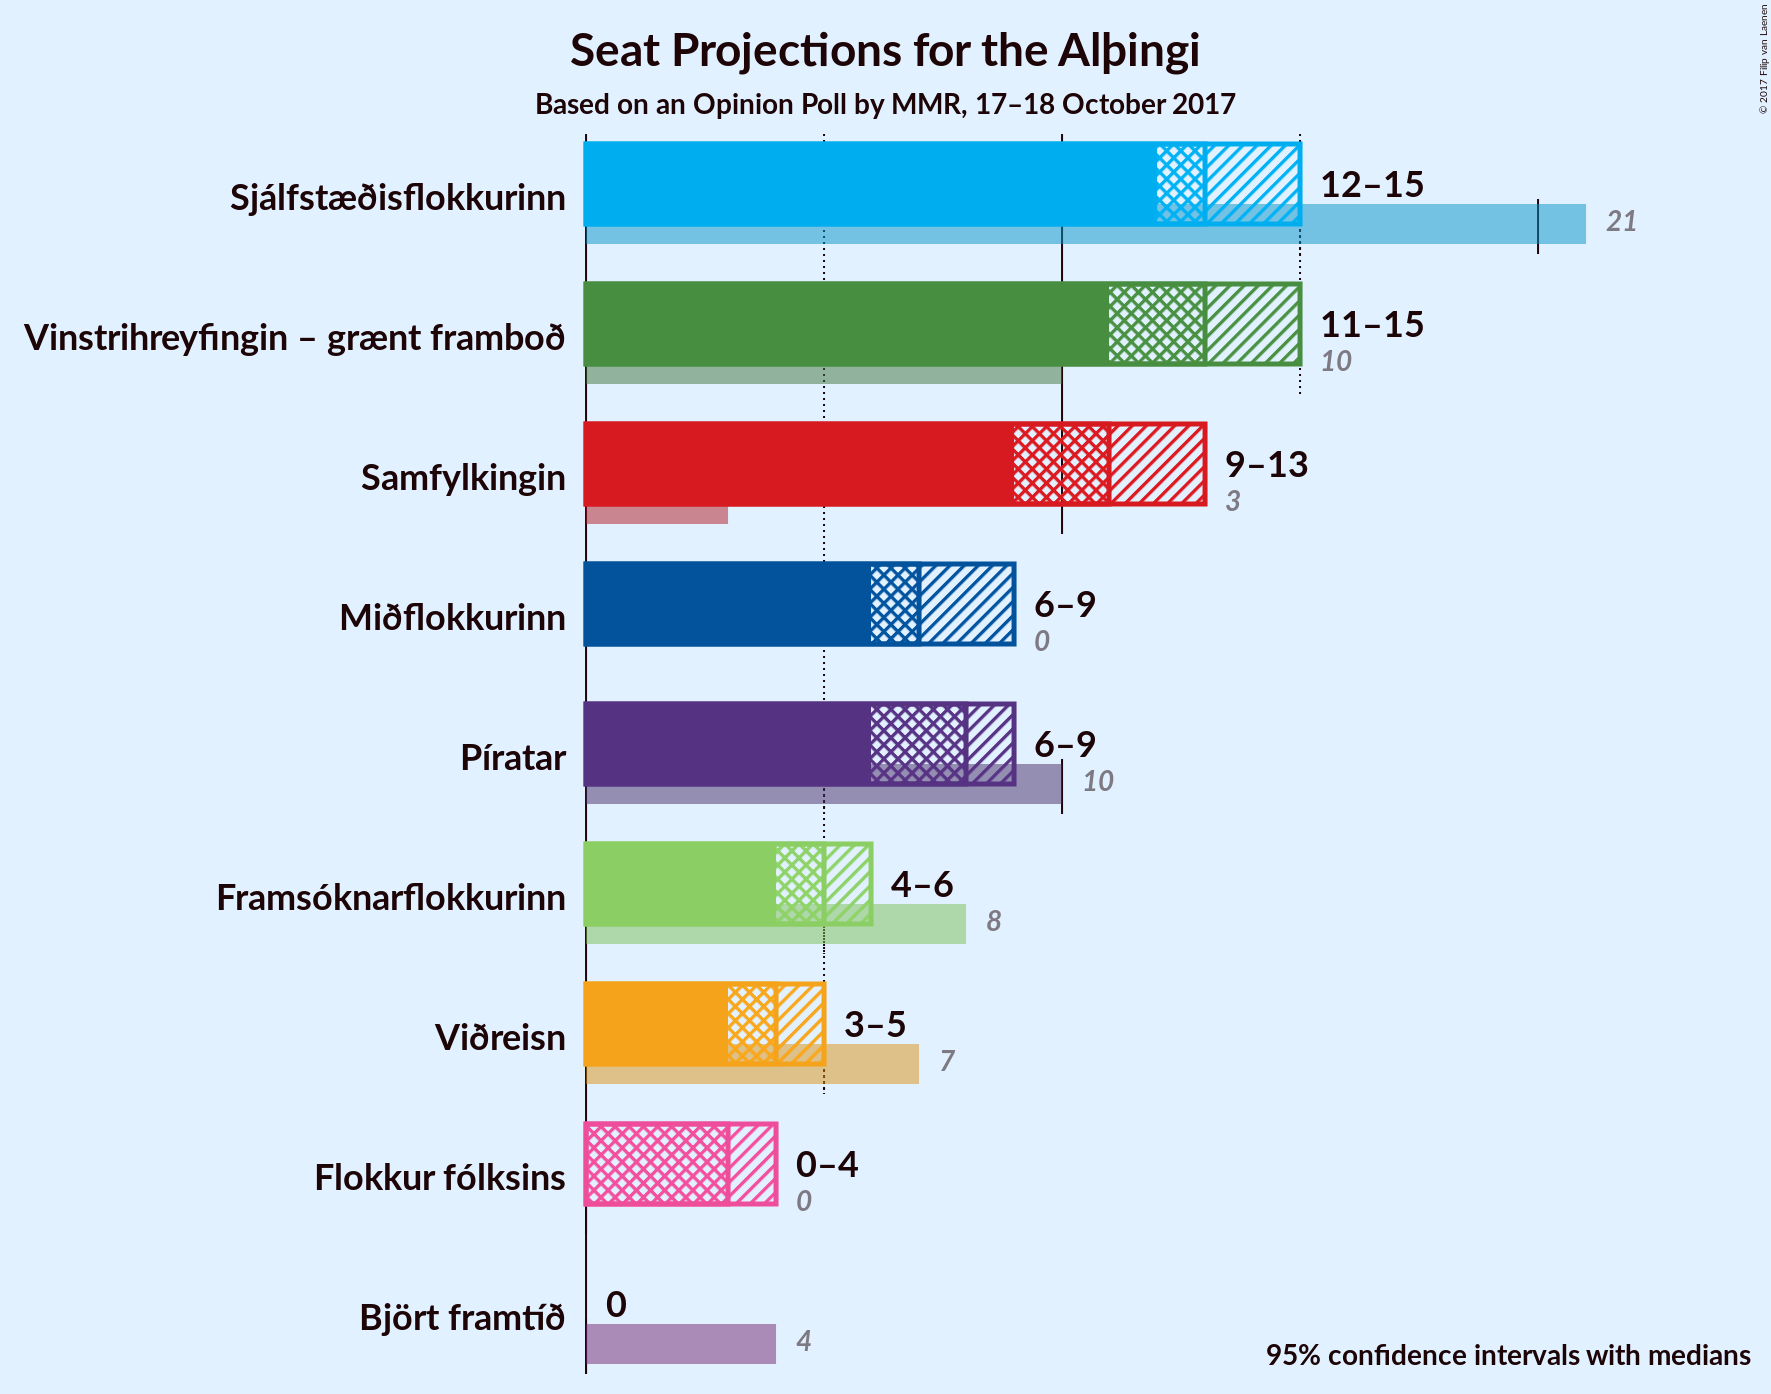 Seat Projections for the Alþingi
Based on an Opinion Poll by MMR, 17–18 October 2017
© 2017 Filip van Laenen
Sjálfstæðisflokkurinn
12–15
21
Vinstrihreyfingin – grænt framboð
11–15
10
Samfylkingin
9–13
3
Miðflokkurinn
6–9
0
Píratar
6–9
10
Framsóknarflokkurinn
4–6
8
Viðreisn
3–5
7
Flokkur fólksins
0–4
0
Björt framtíð
0
4
95% confidence intervals with medians